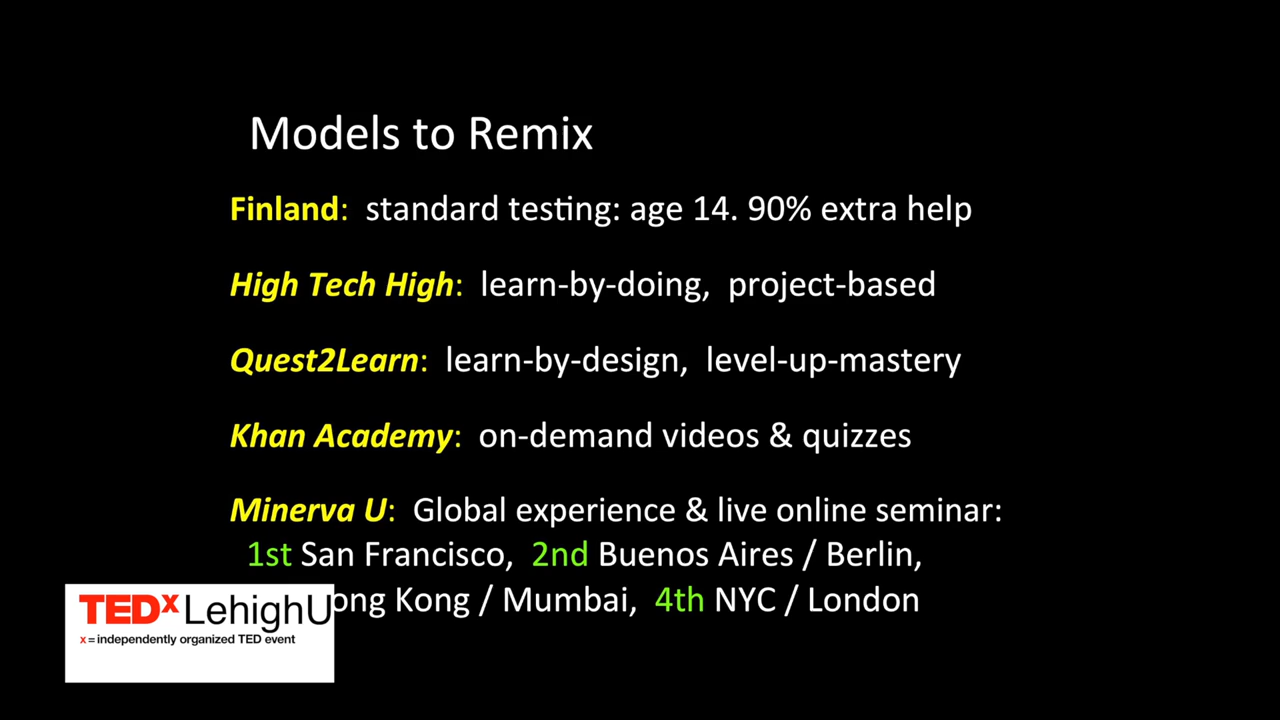 Models to Remix
Finland: standard testing: age 14. 90% extra help
High Tech High: learn-by-doing, project-based
Quest2Learn: learn-by-design, level-up-mastery
Khan Academy: on-demand videos & quizzes
Minerva U: Global experience & live online seminar:
1st San Francisco, 2nd Buenos Aires / Berlin,
ong Kong / Mumbai, 4th NYC / London
TEDx LehighU
x = independently organized TED event